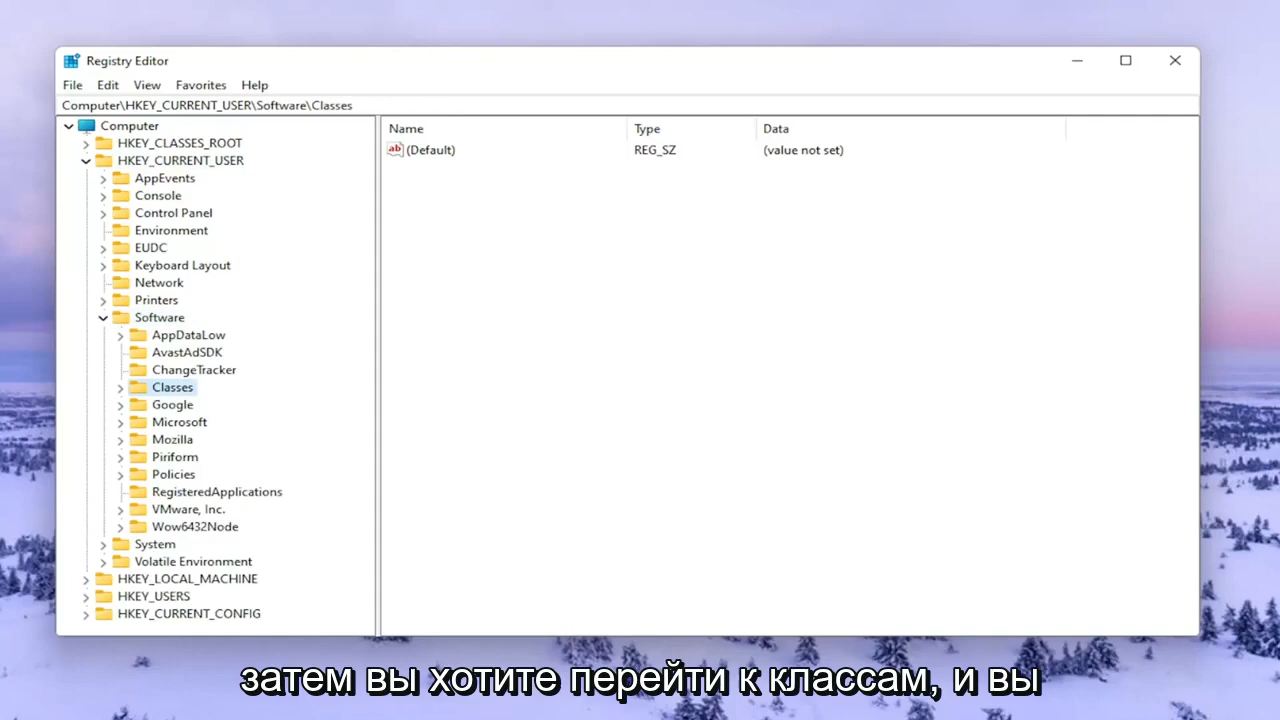 Registry Editor
File Edit View Favorites Help
Computer\HKEY_CURRENT_USER\Software\Classes
Computer
HKEY_CLASSES_ROOT
HKEY_CURRENT_USER
AppEvents
Console
Control Panel
Environment
EUDC
Keyboard Layout
Network
Printers
Software
AppDataLow
AvastAdSDK
ChangeTracker
Classes
Google
Microsoft
Mozilla
Piriform
Policies
RegisteredApplications
VMware, Inc.
Wow6432Node
System
Volatile Environment
HKEY_LOCAL_MACHINE
HKEY_USERS
HKEY_CURRENT_CONFIG
Name Type Data
ab (Default) REG_SZ (value not set)
затем вы хотите перейти к классам, и вы